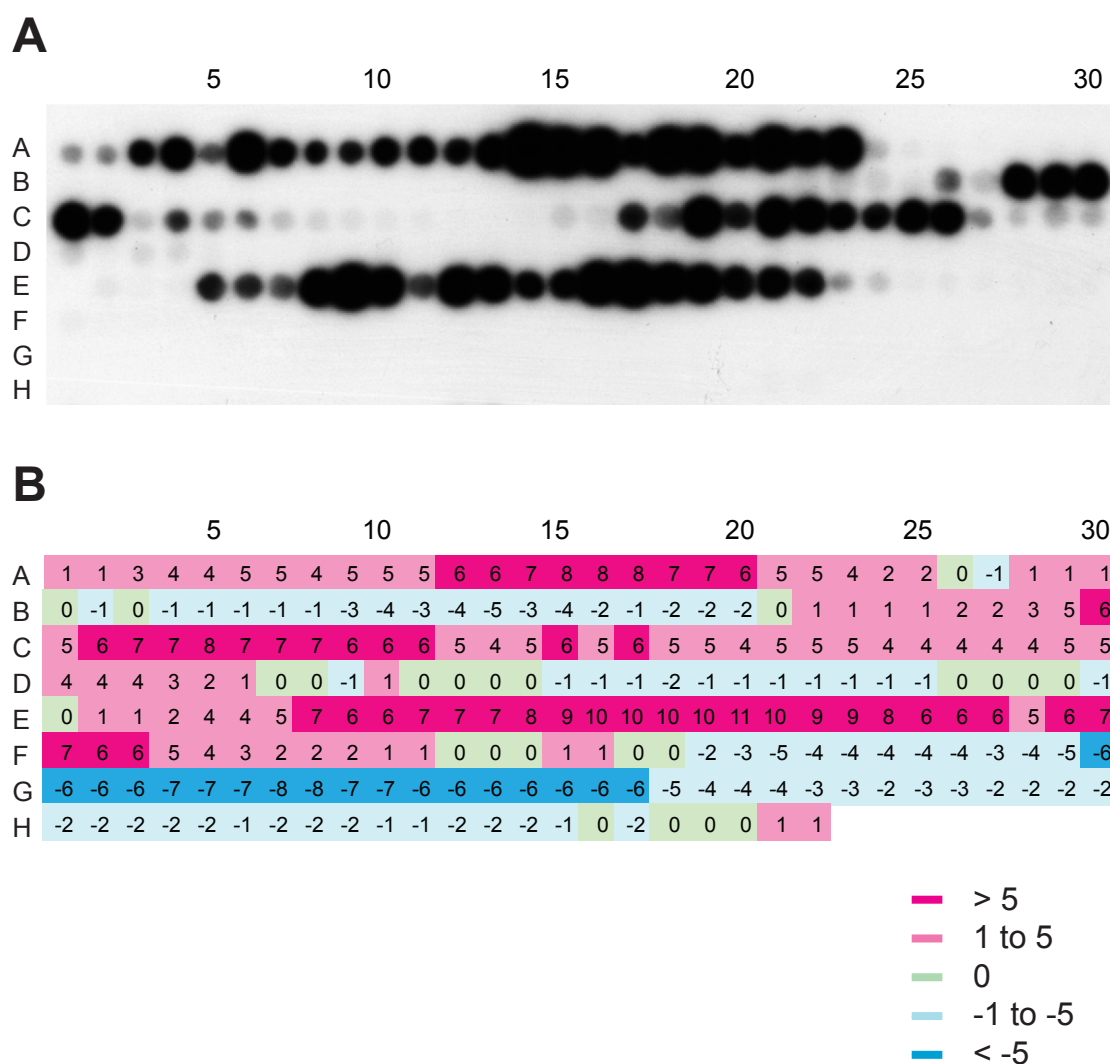 A
5 10 15 20 25 30
A
B
C
D
E
F
G
H
B
5 10 15 20 25 30
A 1 1 3 4 4 5 5 4 5 5 5 6 6 7 8 8 8 7 7 6 5 5 4 2 2 0 -1 1 1 1
B 0 -1 0 -1 -1 -1 -1 -1 -3 -4 -3 -4 -5 -3 -4 -2 -1 -2 -2 -2 0 1 1 1 1 2 2 3 5 6
C 5 6 7 7 8 7 7 7 6 6 6 5 4 5 6 5 6 5 5 4 5 5 5 4 4 4 4 4 5 5
D 4 4 4 3 2 1 0 0 -1 1 0 0 0 0 -1 -1 -1 -2 -1 -1 -1 -1 -1 -1 -1 0 0 0 0 -1
E 0 1 1 2 4 4 5 7 6 6 7 7 7 8 9 10 10 10 10 11 10 9 9 8 6 6 6 5 6 7
F 7 6 6 5 4 3 2 2 2 1 1 0 0 0 1 1 0 0 -2 -3 -5 -4 -4 -4 -4 -4 -3 -4 -5 -6
G -6 -6 -6 -7 -7 -7 -8 -8 -7 -7 -6 -6 -6 -6 -6 -6 -6 -5 -4 -4 -4 -3 -3 -2 -3 -3 -2 -2 -2 -2
H -2 -2 -2 -2 -2 -1 -2 -2 -2 -1 -1 -2 -2 -2 -1 0 -2 0 0 0 1 1
> 5
1 to 5
0
-1 to -5
< -5